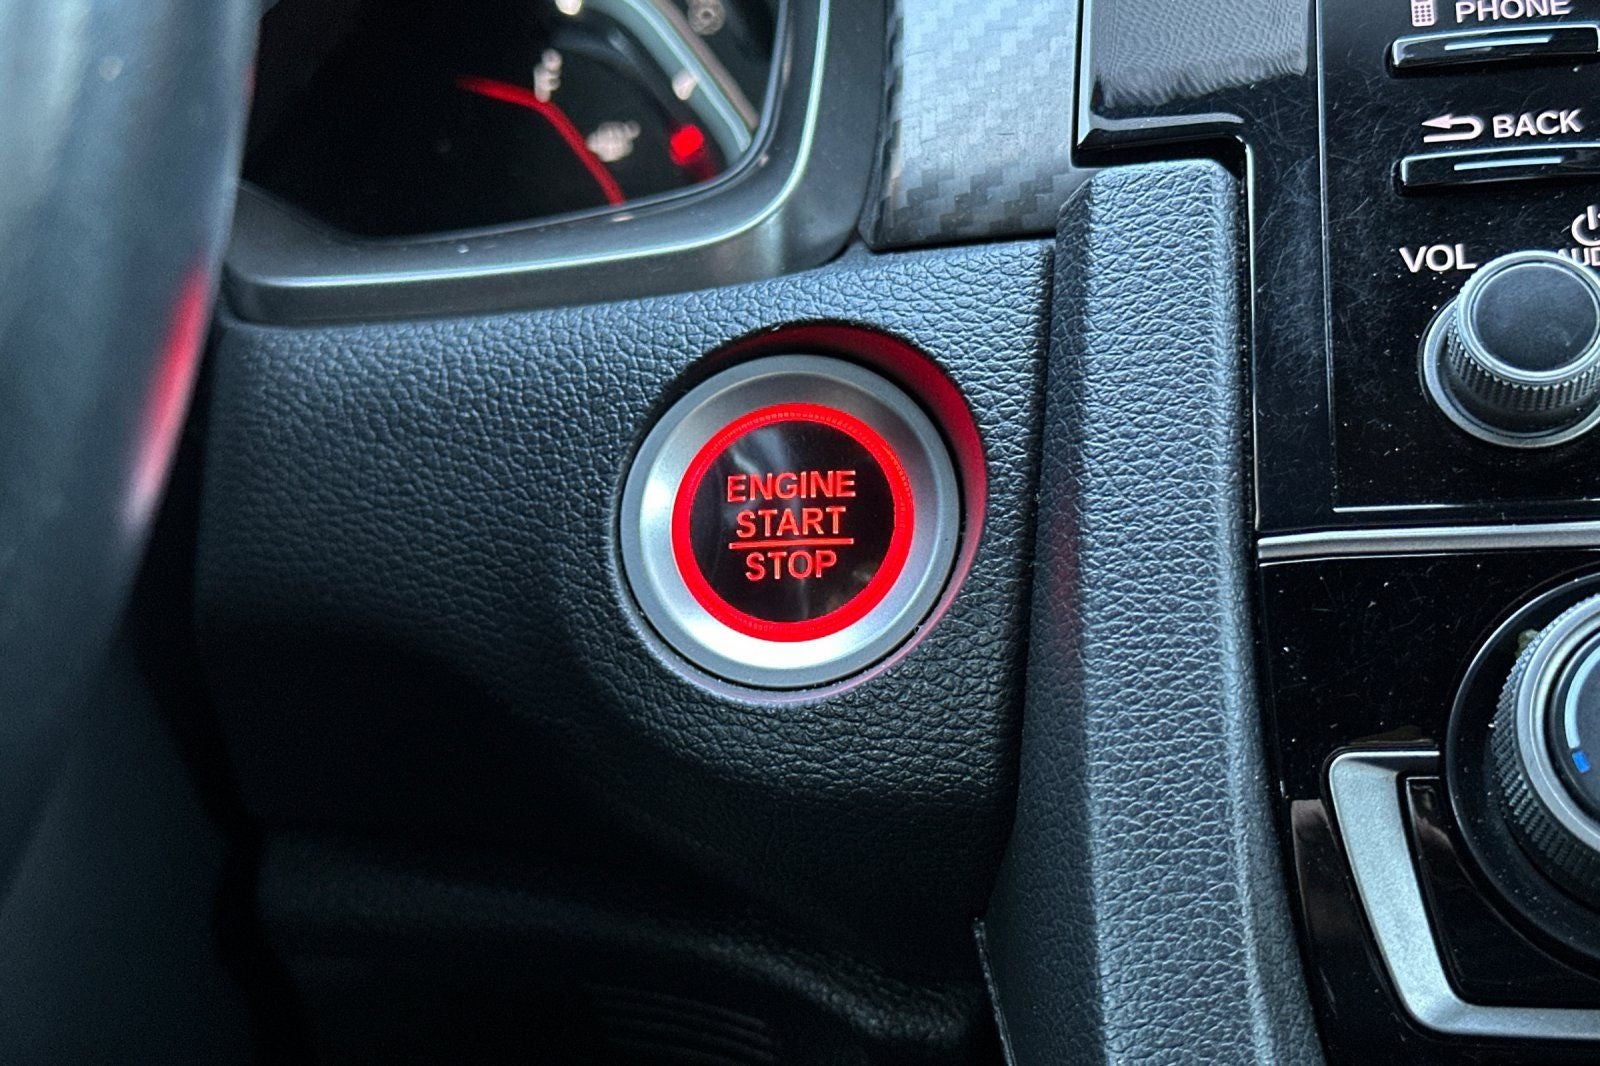 PHONE
BACK
VOL
ENGINE
START
STOP